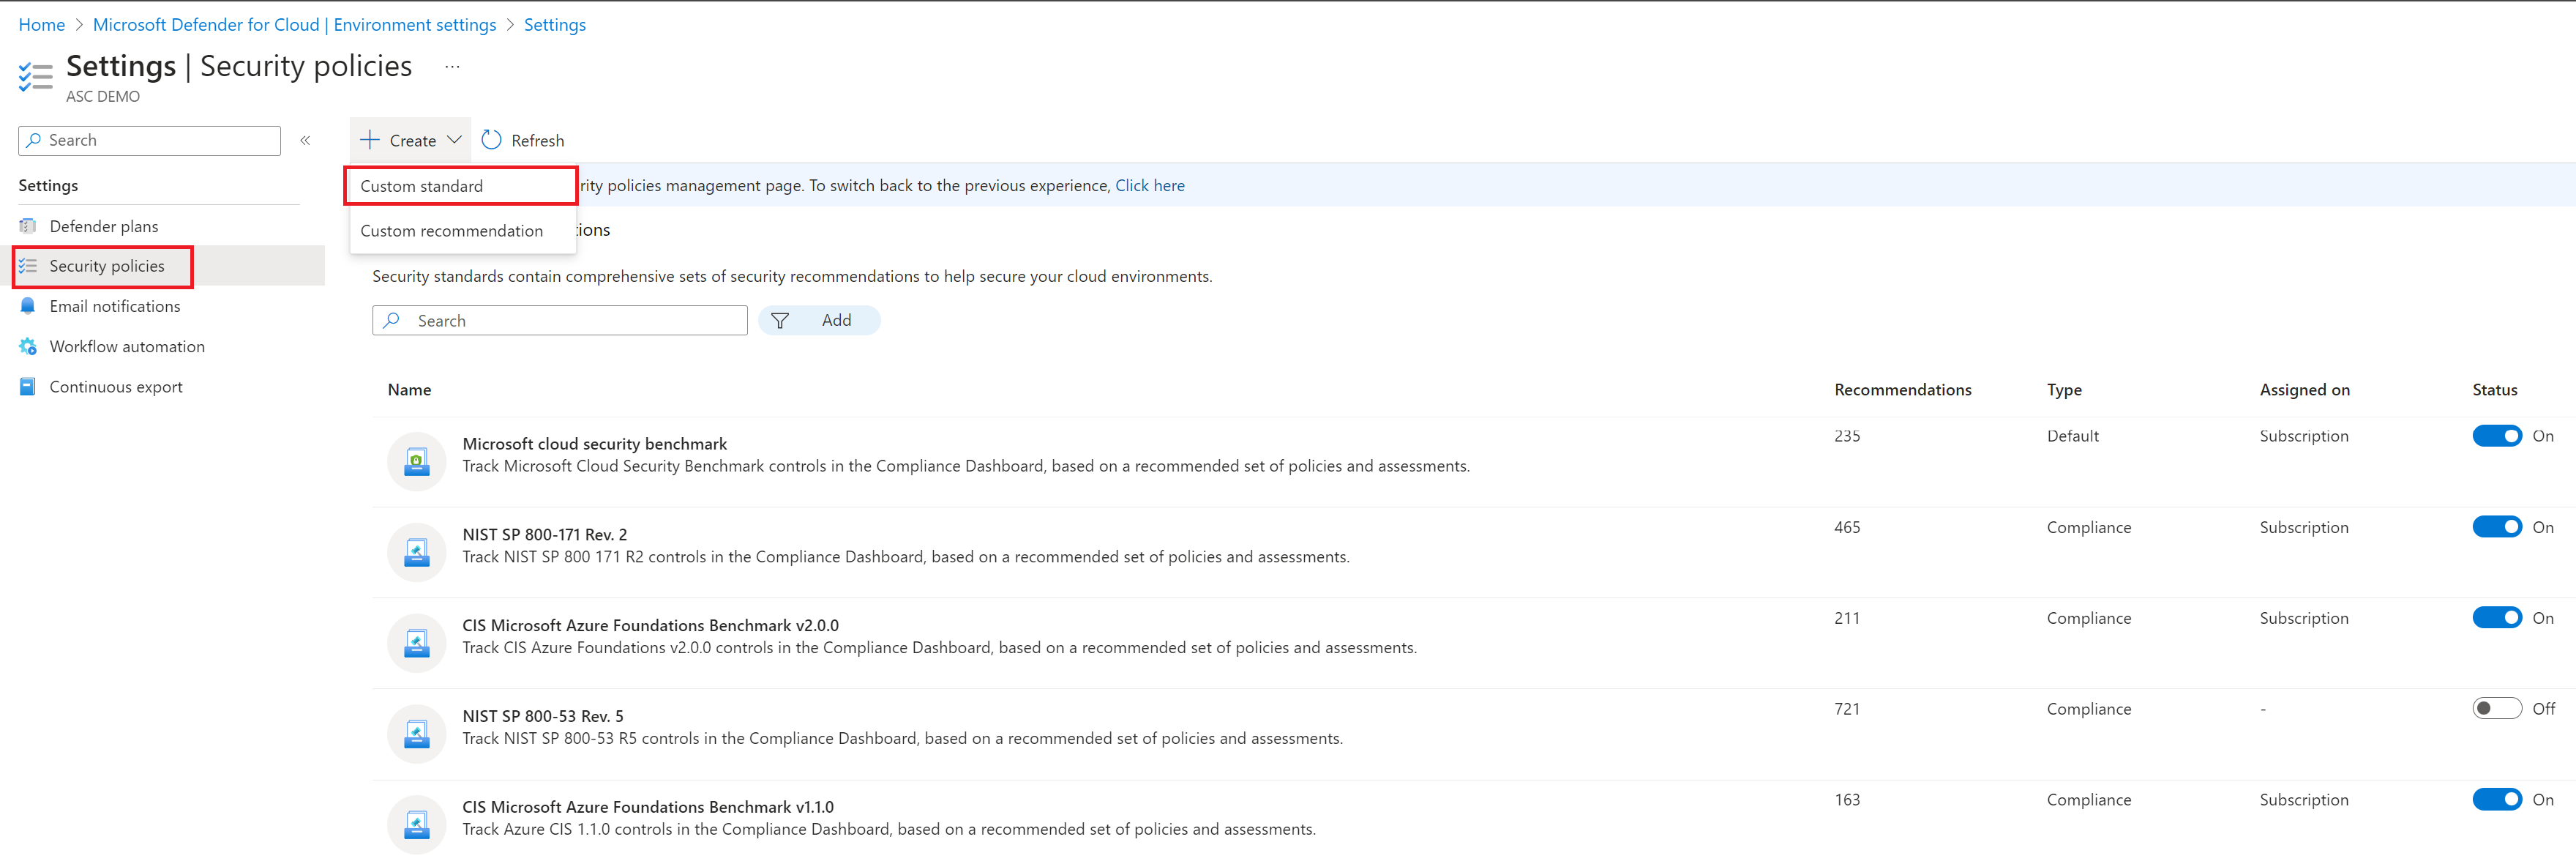 Home > Microsoft Defender for Cloud | Environment settings > Settings
Settings | Security policies ...
ASC DEMO
Search «
Create Refresh
Settings
Custom standard
rity policies management page. To switch back to the previous experience, Click here
Defender plans
Custom recommendation
tions
Security policies
Security standards contain comprehensive sets of security recommendations to help secure your cloud environments.
Email notifications
Search
Add
Workflow automation
Continuous export
Name Recommendations Type Assigned on Status
Microsoft cloud security benchmark
Track Microsoft Cloud Security Benchmark controls in the Compliance Dashboard, based on a recommended set of policies and assessments.
235 Default Subscription On
NIST SP 800-171 Rev. 2
Track NIST SP 800 171 R2 controls in the Compliance Dashboard, based on a recommended set of policies and assessments.
465 Compliance Subscription On
CIS Microsoft Azure Foundations Benchmark v2.0.0
Track CIS Azure Foundations v2.0.0 controls in the Compliance Dashboard, based on a recommended set of policies and assessments.
211 Compliance Subscription On
NIST SP 800-53 Rev. 5
Track NIST SP 800-53 R5 controls in the Compliance Dashboard, based on a recommended set of policies and assessments.
721 Compliance - Off
CIS Microsoft Azure Foundations Benchmark v1.1.0
Track Azure CIS 1.1.0 controls in the Compliance Dashboard, based on a recommended set of policies and assessments.
163 Compliance Subscription On